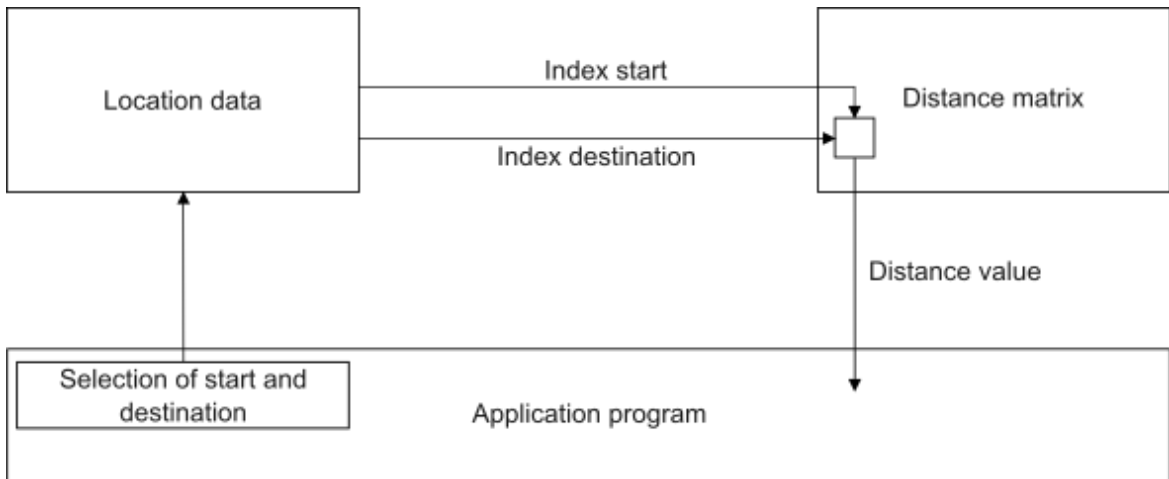 Index start
Location data
Distance matrix
Index destination
Distance value
Selection of start and
destination
Application program